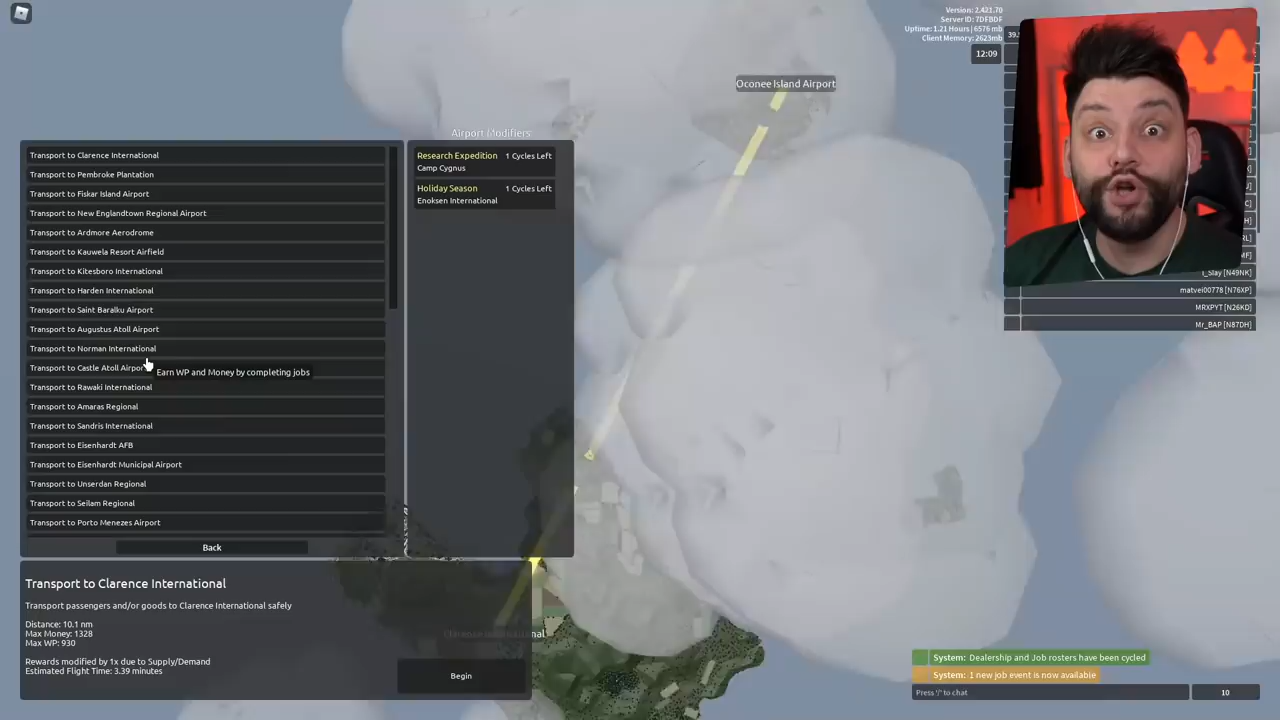 Version: 2,421.70
Server ID: 7DFBDF
Uptime: 1.21 Hours | 6576 mb
Client Memory: 2623mb
12:09
39.
Oconee Island Airport
Airport Modifiers
Transport to Clarence International
Transport to Pembroke Plantation
Transport to Fiskar Island Airport
Transport to New Englandtown Regional Airport
Transport to Ardmore Aerodrome
Transport to Kauwela Resort Airfield
Transport to Kitesboro International
Transport to Harden International
Transport to Saint Baralku Airport
Transport to Augustus Atoll Airport
Transport to Norman International
Transport to Castle Atoll Airport
Transport to Rawaki International
Transport to Amaras Regional
Transport to Sandris International
Transport to Eisenhardt AFB
Transport to Eisenhardt Municipal Airport
Transport to Unserdan Regional
Transport to Seilam Regional
Transport to Porto Menezes Airport
Back
Earn WP and Money by completing jobs
Research Expedition 1 Cycles Left
Camp Cygnus
Holiday Season 1 Cycles Left
Enoksen International
I_Slay [N49NK]
matvei00778 [N76XP]
MRXPYT [N26KD]
Mr_BAP [N87DH]
Transport to Clarence International
Transport passengers and/or goods to Clarence International safely
Distance: 10.1 nm
Max Money: 1328
Max WP: 930
Rewards modified by 1x due to Supply/Demand
Estimated Flight Time: 3.39 minutes
Begin
Clarence International
System: Dealership and Job rosters have been cycled
System: 1 new job event is now available
Press '/' to chat
10